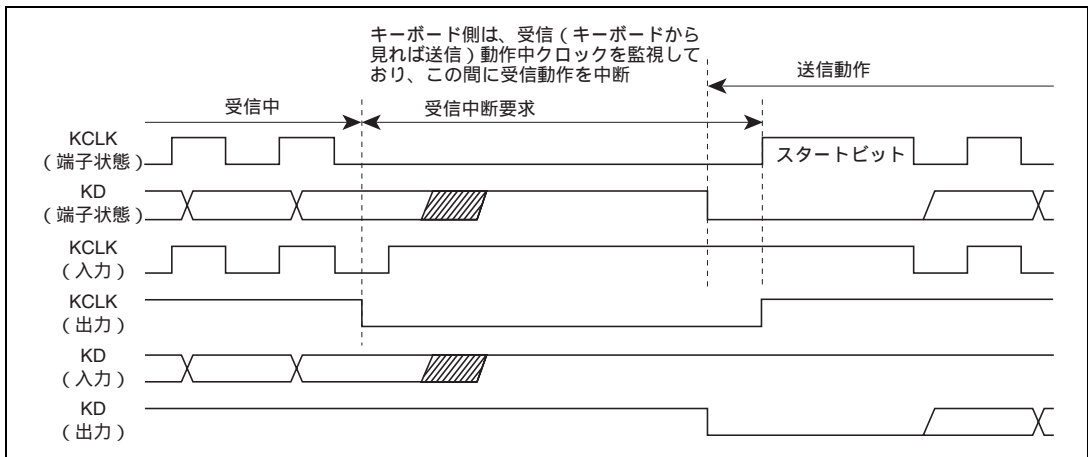 キーボード側は、受信（キーボードから
見れば送信）動作中クロックを監視して
おり、この間に受信動作を中断
送信動作
受信中
受信中断要求
KCLK
（端子状態）
スタートビット
KD
（端子状態）
KCLK
（入力）
KCLK
（出力）
KD
（入力）
KD
（出力）